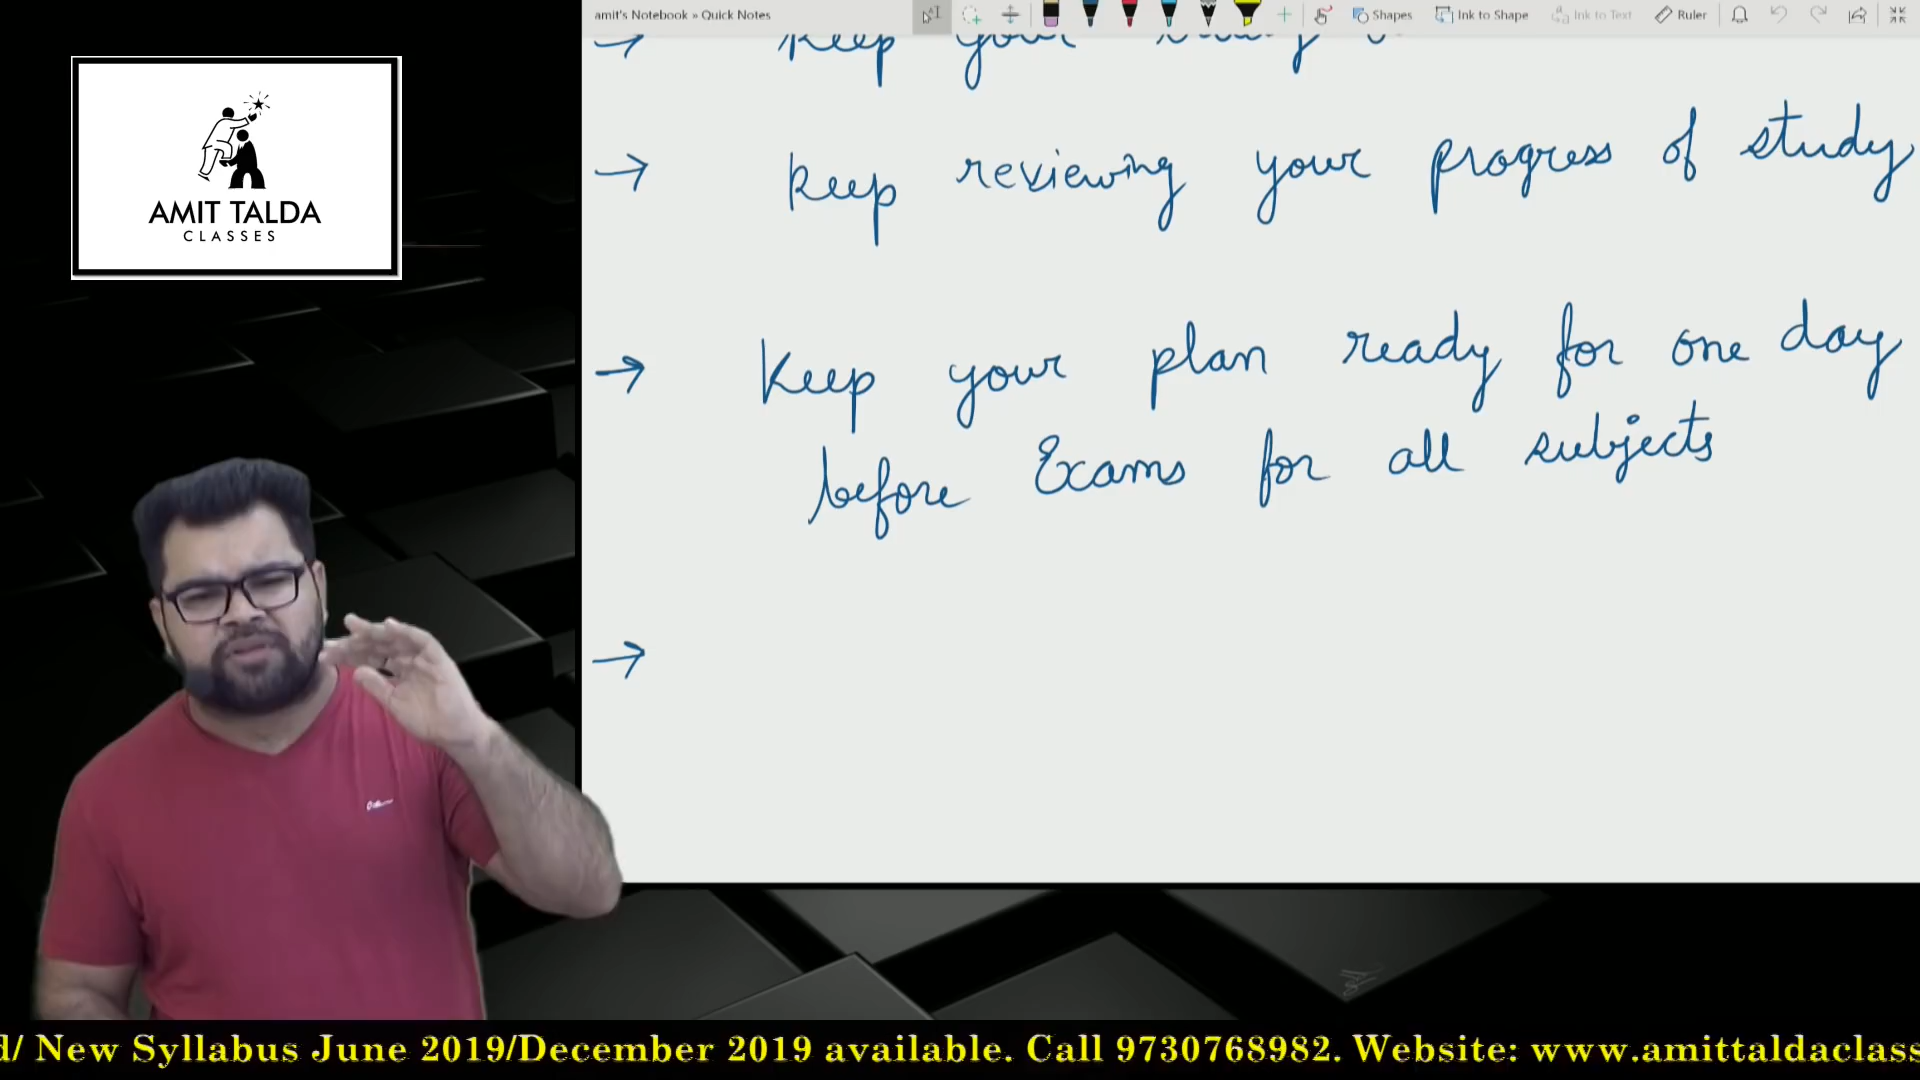 amit's Notebook » Quick Notes
Shapes
Ink to Shape
Ink to Text
Ruler
→ Keep your
→ keep reviewing your progress of study
→ Keep your plan ready for one day
before Exams for all subjects
→
AMIT TALDA
CLASSES
d/ New Syllabus June 2019/December 2019 available. Call 9730768982. Website: www.amittaldaclass